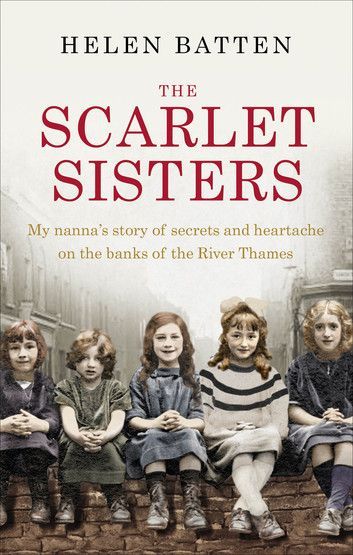 HELEN BATTEN
THE
SCARLET
SISTERS
My nanna's story of secrets and heartache
on the banks of the River Thames